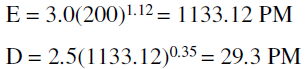 E = 3.0(200)¹·¹² = 1133.12 PM
D = 2.5(1133.12)⁰·³⁵ = 29.3 PM